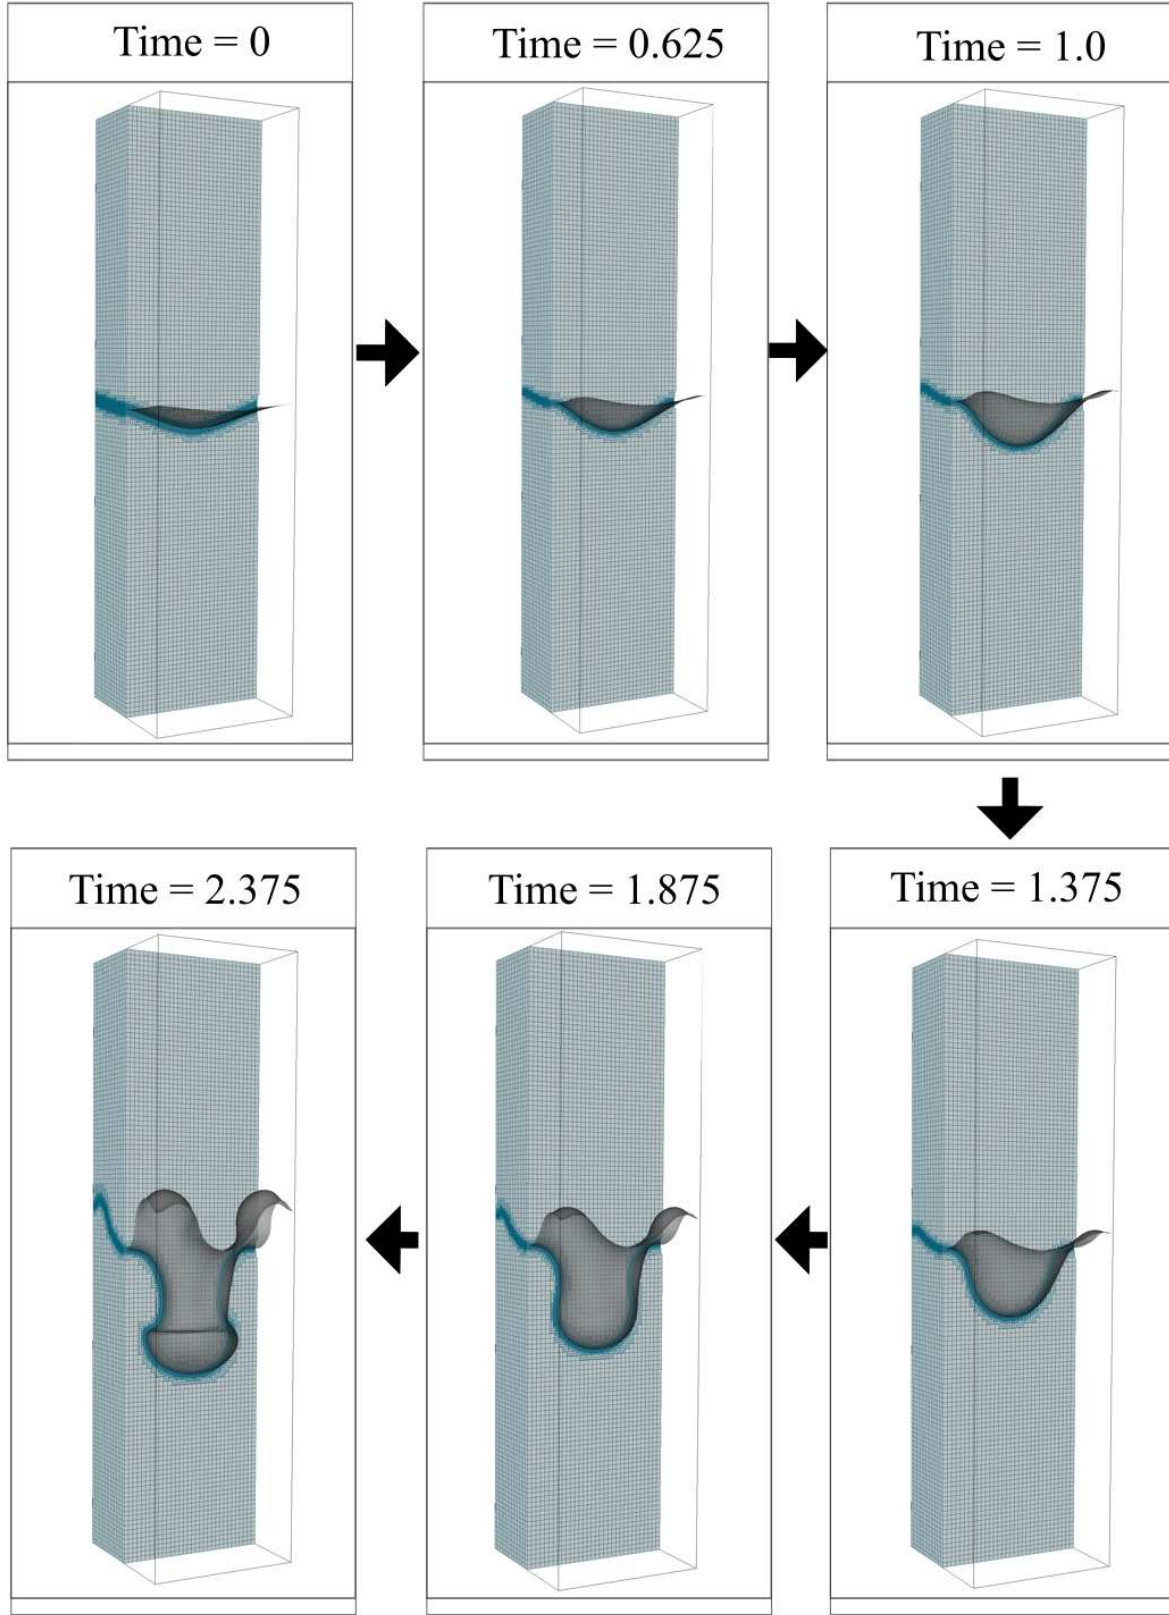 Time = 0
Time = 0.625
Time = 1.0
Time = 2.375
Time = 1.875
Time = 1.375